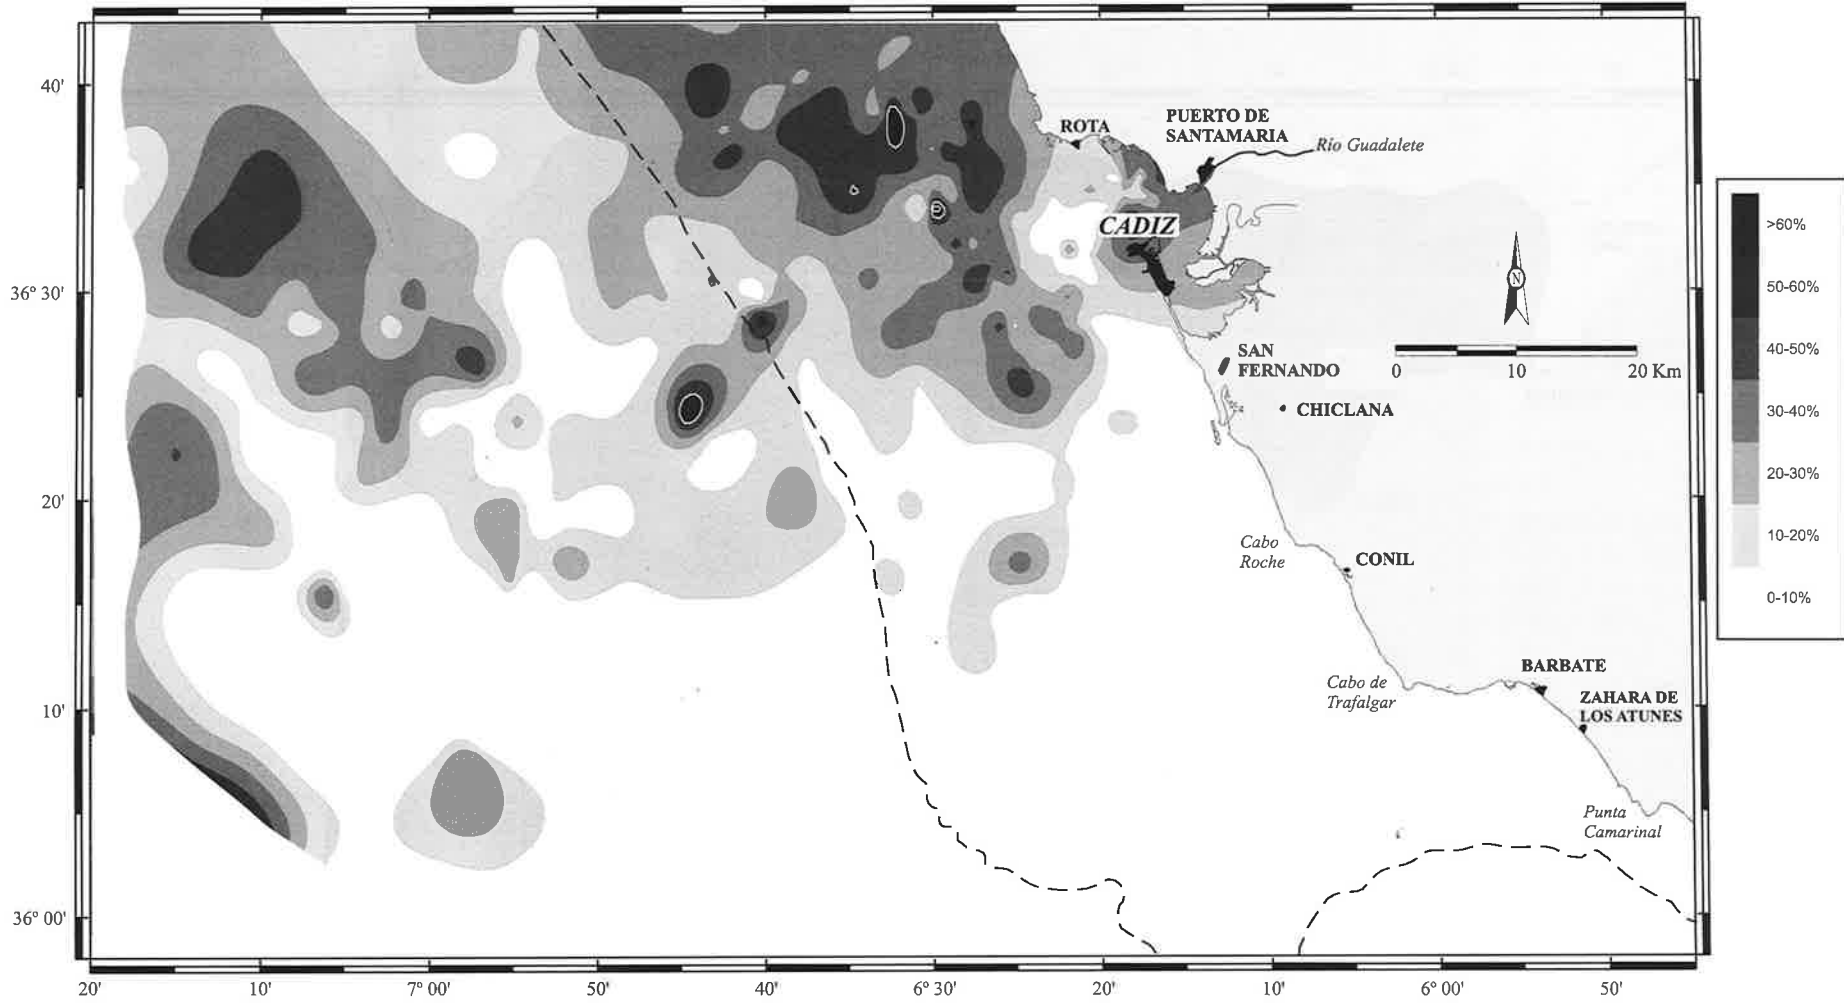 40'
36° 30'
20'
10'
36° 00'
20'
10'
7° 00'
50'
40'
6° 30'
20'
10'
6° 00'
50'
ROTA
PUERTO DE
SANTAMARIA
Río Guadalete
CADIZ
SAN
FERNANDO
CHICLANA
Cabo
Roche
CONIL
Cabo de
Trafalgar
BARBATE
ZAHARA DE
LOS ATUNES
Punta
Camarinal
N
0
10
20 Km
>60%
50-60%
40-50%
30-40%
20-30%
10-20%
0-10%